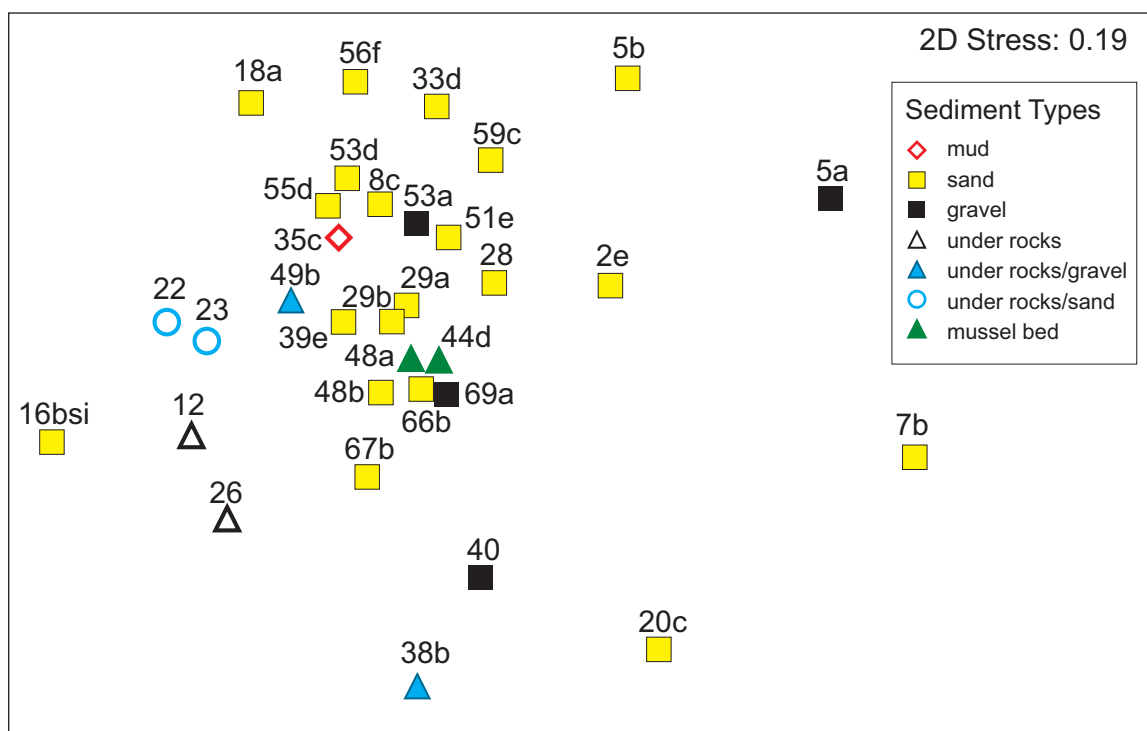 2D Stress: 0.19
Sediment Types
mud
sand
gravel
under rocks
under rocks/gravel
under rocks/sand
mussel bed
56f
5b
18a
33d
59c
53d
5a
8c
53a
55d
51e
35c
28
2e
49b
29a
22
29b
23
39e
44d
48a
48b
69a
16bsi
12
66b
7b
67b
26
40
20c
38b